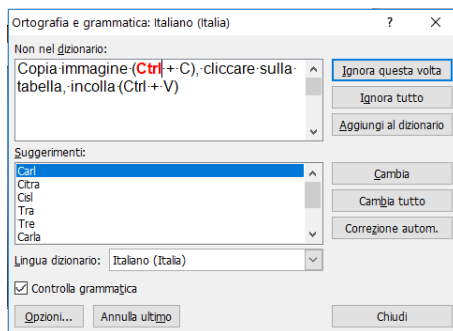 Ortografia e grammatica: Italiano (Italia)
Non nel dizionario:
Copia immagine (Ctrl + C), cliccare sulla
tabella, incolla (Ctrl + V)
Ignora questa volta
Ignora tutto
Aggiungi al dizionario
Suggerimenti:
Carl
Citra
Cisl
Tra
Tre
Carla
Cambia
Cambia tutto
Correzione autom.
Lingua dizionario: Italiano (Italia)
Controlla grammatica
Opzioni... Annulla ultimo Chiudi